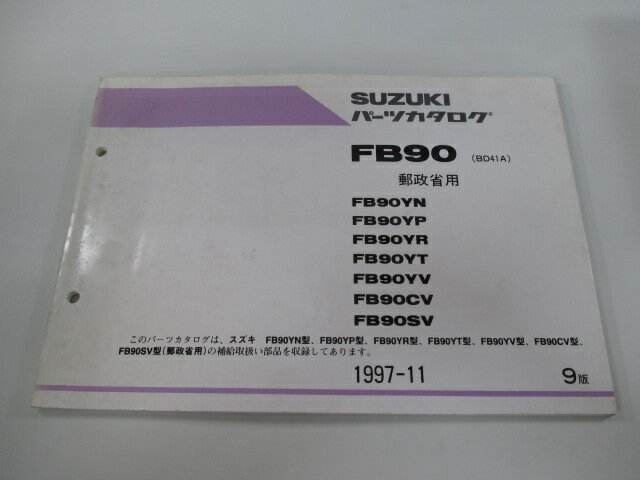 SUZUKI
パーツカタログ
FB90 (BD41A)
郵政省用
FB90YN
FB90YP
FB90YR
FB90YT
FB90YV
FB90CV
FB90SV
このパーツカタログは、スズキ FB90YN型、FB90YP型、FB90YR型、FB90YT型、FB90YV型、FB90CV型、
FB90SV型(郵政省用)の補給取扱い部品を収録してあります。
1997-11 9版